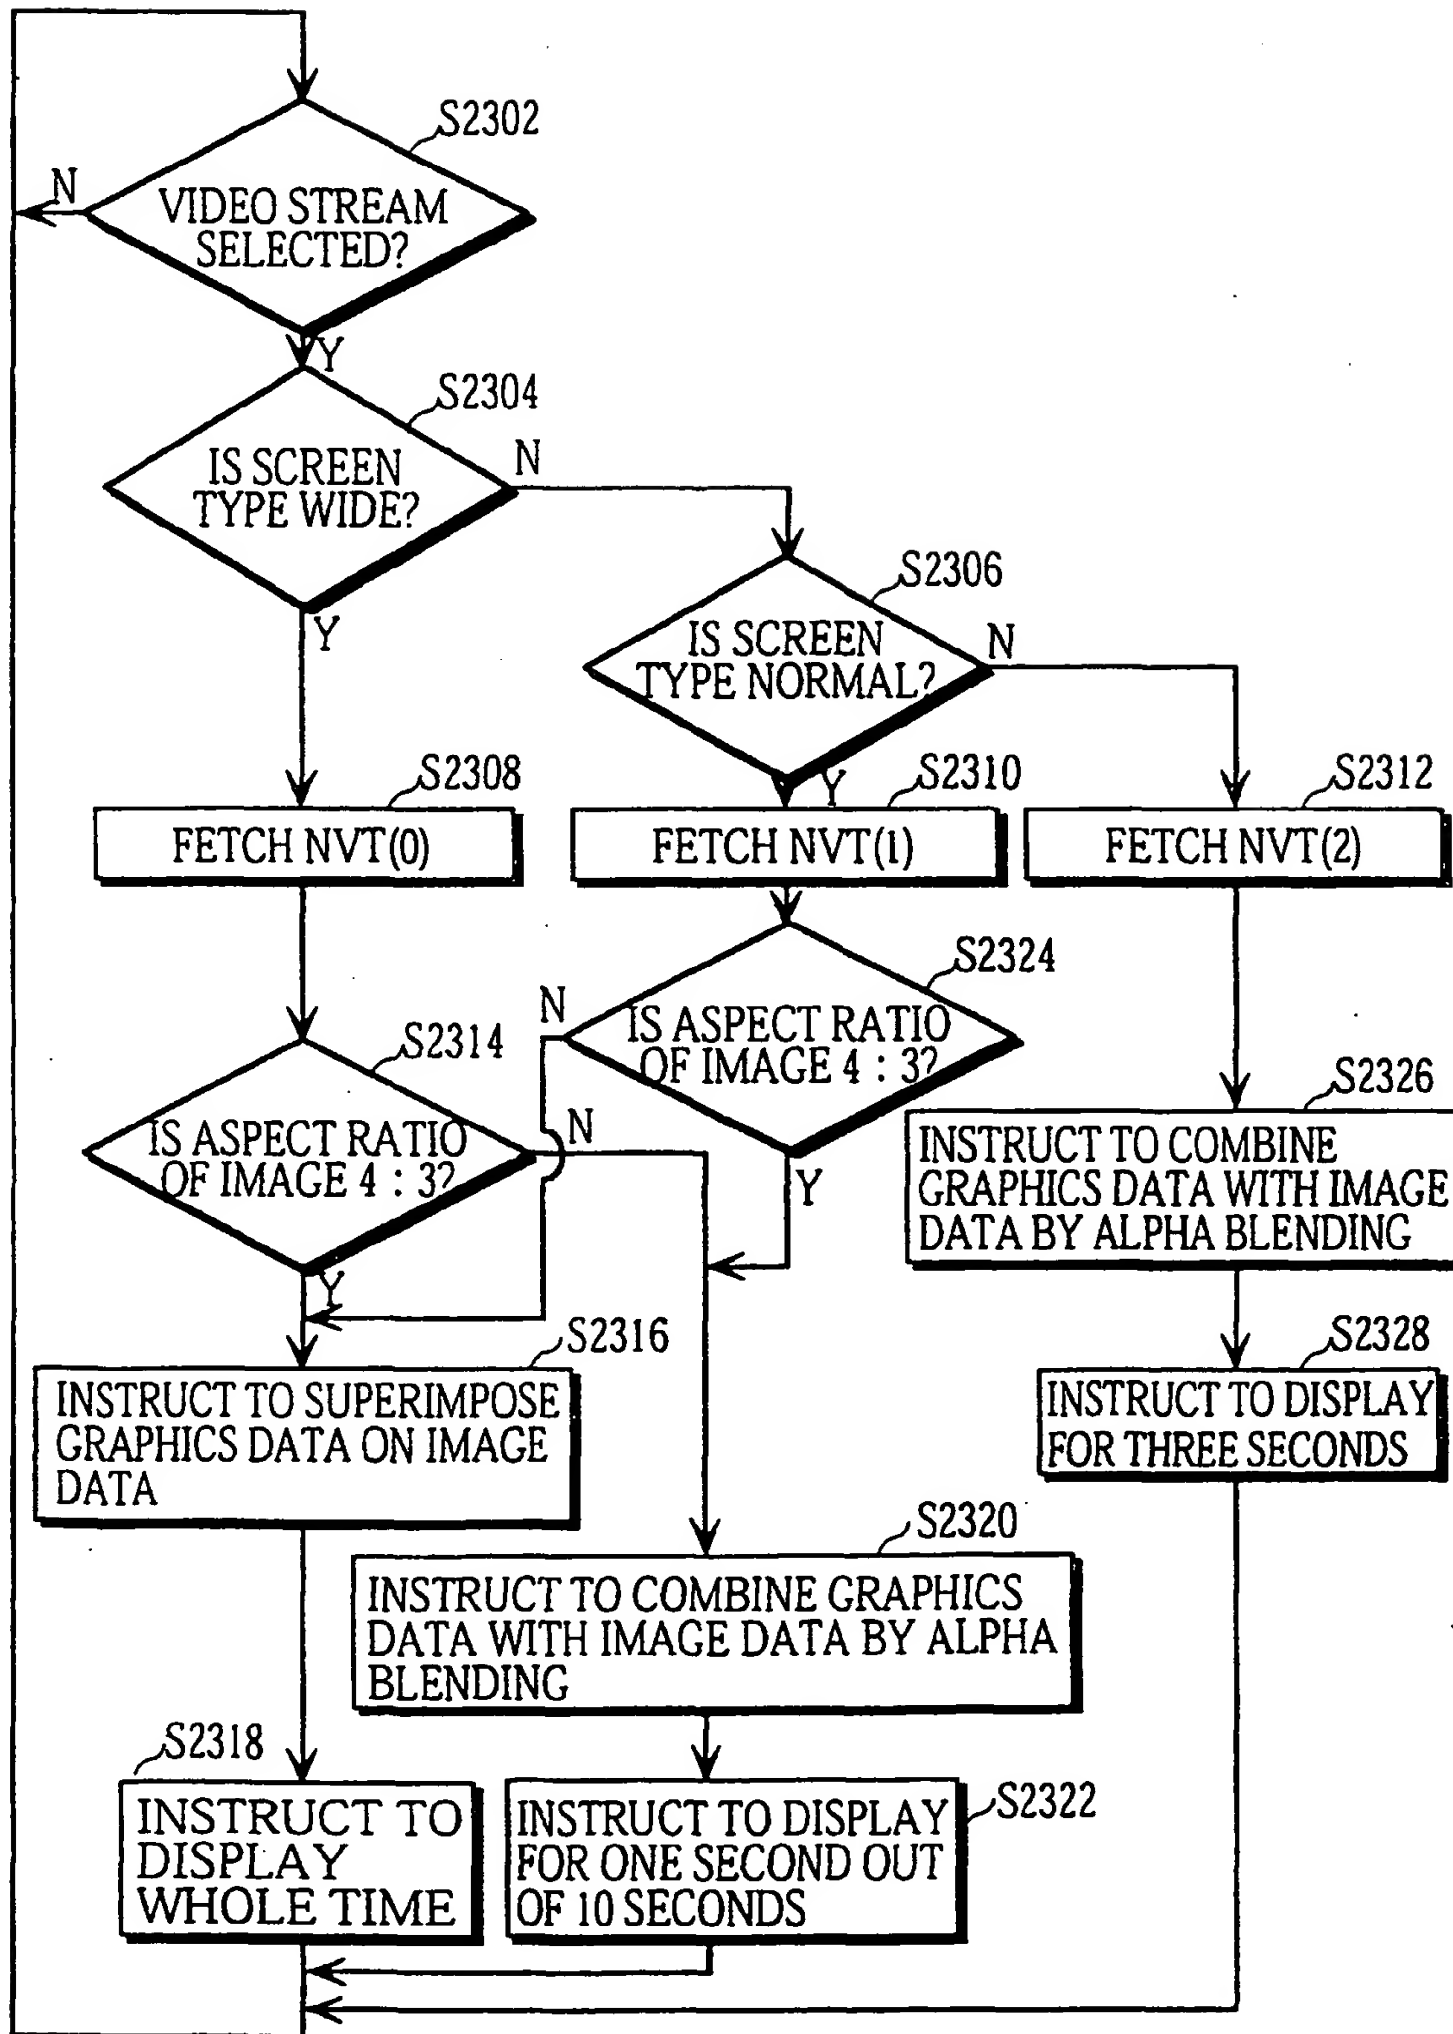 S2302
N
VIDEO STREAM
SELECTED?
Y
S2304
N
IS SCREEN
TYPE WIDE?
Y
S2306
N
IS SCREEN
TYPE NORMAL?
Y
S2308
FETCH NVT(0)
S2310
FETCH NVT(1)
S2312
FETCH NVT(2)
S2324
N
IS ASPECT RATIO
OF IMAGE 4 : 3?
Y
S2314
N
IS ASPECT RATIO
OF IMAGE 4 : 3?
Y
S2326
INSTRUCT TO COMBINE
GRAPHICS DATA WITH IMAGE
DATA BY ALPHA BLENDING
S2316
INSTRUCT TO SUPERIMPOSE
GRAPHICS DATA ON IMAGE
DATA
S2328
INSTRUCT TO DISPLAY
FOR THREE SECONDS
S2320
INSTRUCT TO COMBINE GRAPHICS
DATA WITH IMAGE DATA BY ALPHA
BLENDING
S2318
INSTRUCT TO
DISPLAY
WHOLE TIME
S2322
INSTRUCT TO DISPLAY
FOR ONE SECOND OUT
OF 10 SECONDS